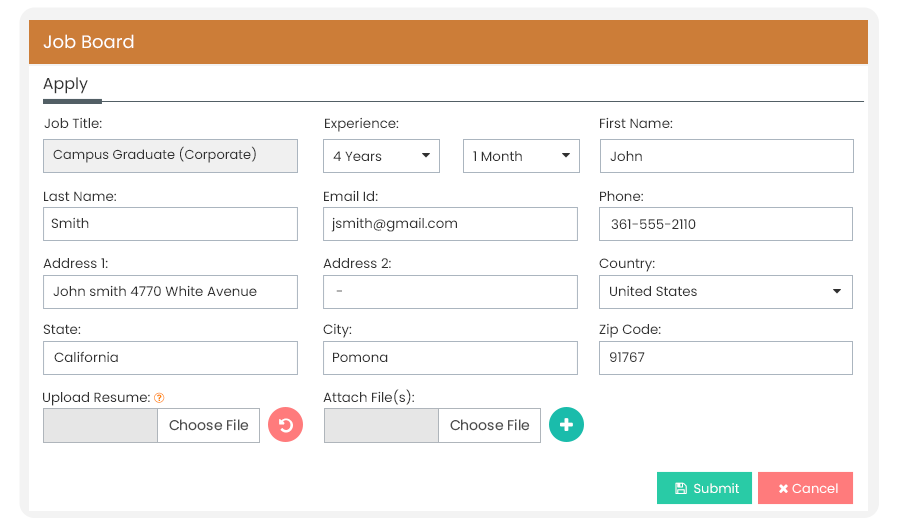 Job Board
Apply
Job Title: Experience: First Name:
Campus Graduate (Corporate) 4 Years 1 Month John
Last Name: Email Id: Phone:
Smith jsmith@gmail.com 361-555-2110
Address 1: Address 2: Country:
John smith 4770 White Avenue - United States
State: City: Zip Code:
California Pomona 91767
Upload Resume: ? Attach File(s):
Choose File Choose File
Submit Cancel